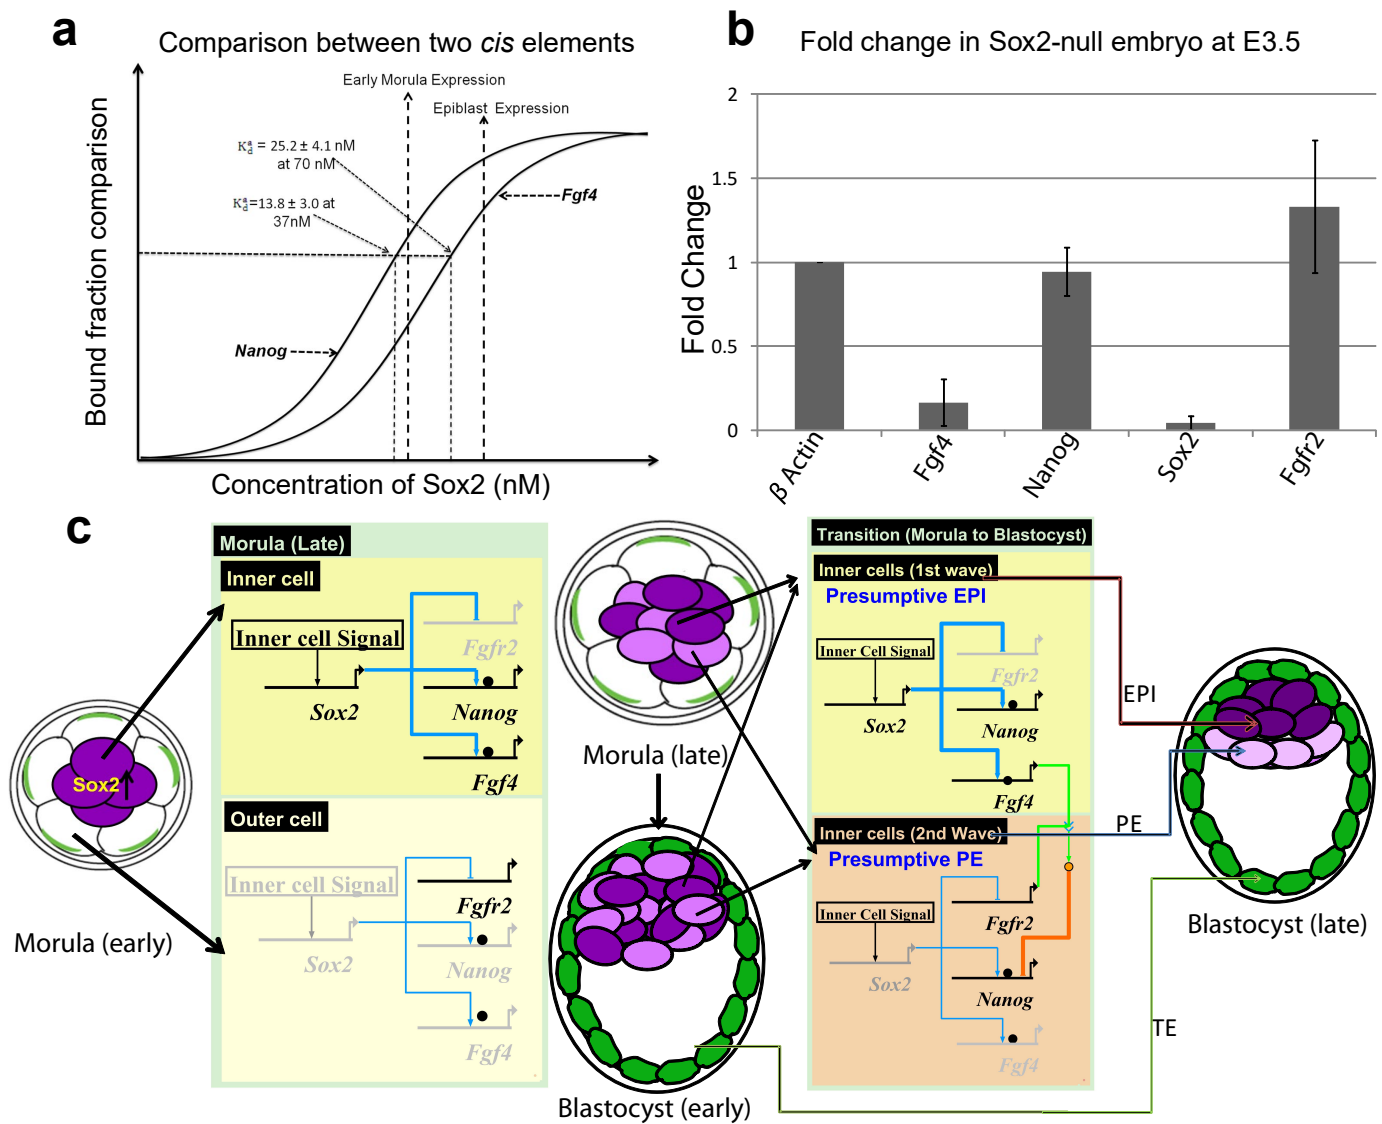 a
Comparison between two cis elements
Early Morula Expression
Epiblast Expression
K_d^a = 25.2 ± 4.1 nM
at 70 nM
K_d^a=13.8 ± 3.0 at
37nM
Fgf4
Nanog
Bound fraction comparison
Concentration of Sox2 (nM)
b
Fold change in Sox2-null embryo at E3.5
Fold Change
2
1.5
1
0.5
0
β Actin
Fgf4
Nanog
Sox2
Fgfr2
c
Morula (Late)
Inner cell
Inner cell Signal
Fgfr2
Sox2
Nanog
Fgf4
Outer cell
Inner cell Signal
Fgfr2
Sox2
Nanog
Fgf4
Sox2
Morula (early)
Morula (late)
Blastocyst (early)
Transition (Morula to Blastocyst)
Inner cells (1st wave)
Presumptive EPI
Inner Cell Signal
Fgfr2
Sox2
Nanog
Fgf4
Inner cells (2nd Wave)
Presumptive PE
Inner Cell Signal
Fgfr2
Sox2
Nanog
Fgf4
EPI
PE
TE
Blastocyst (late)